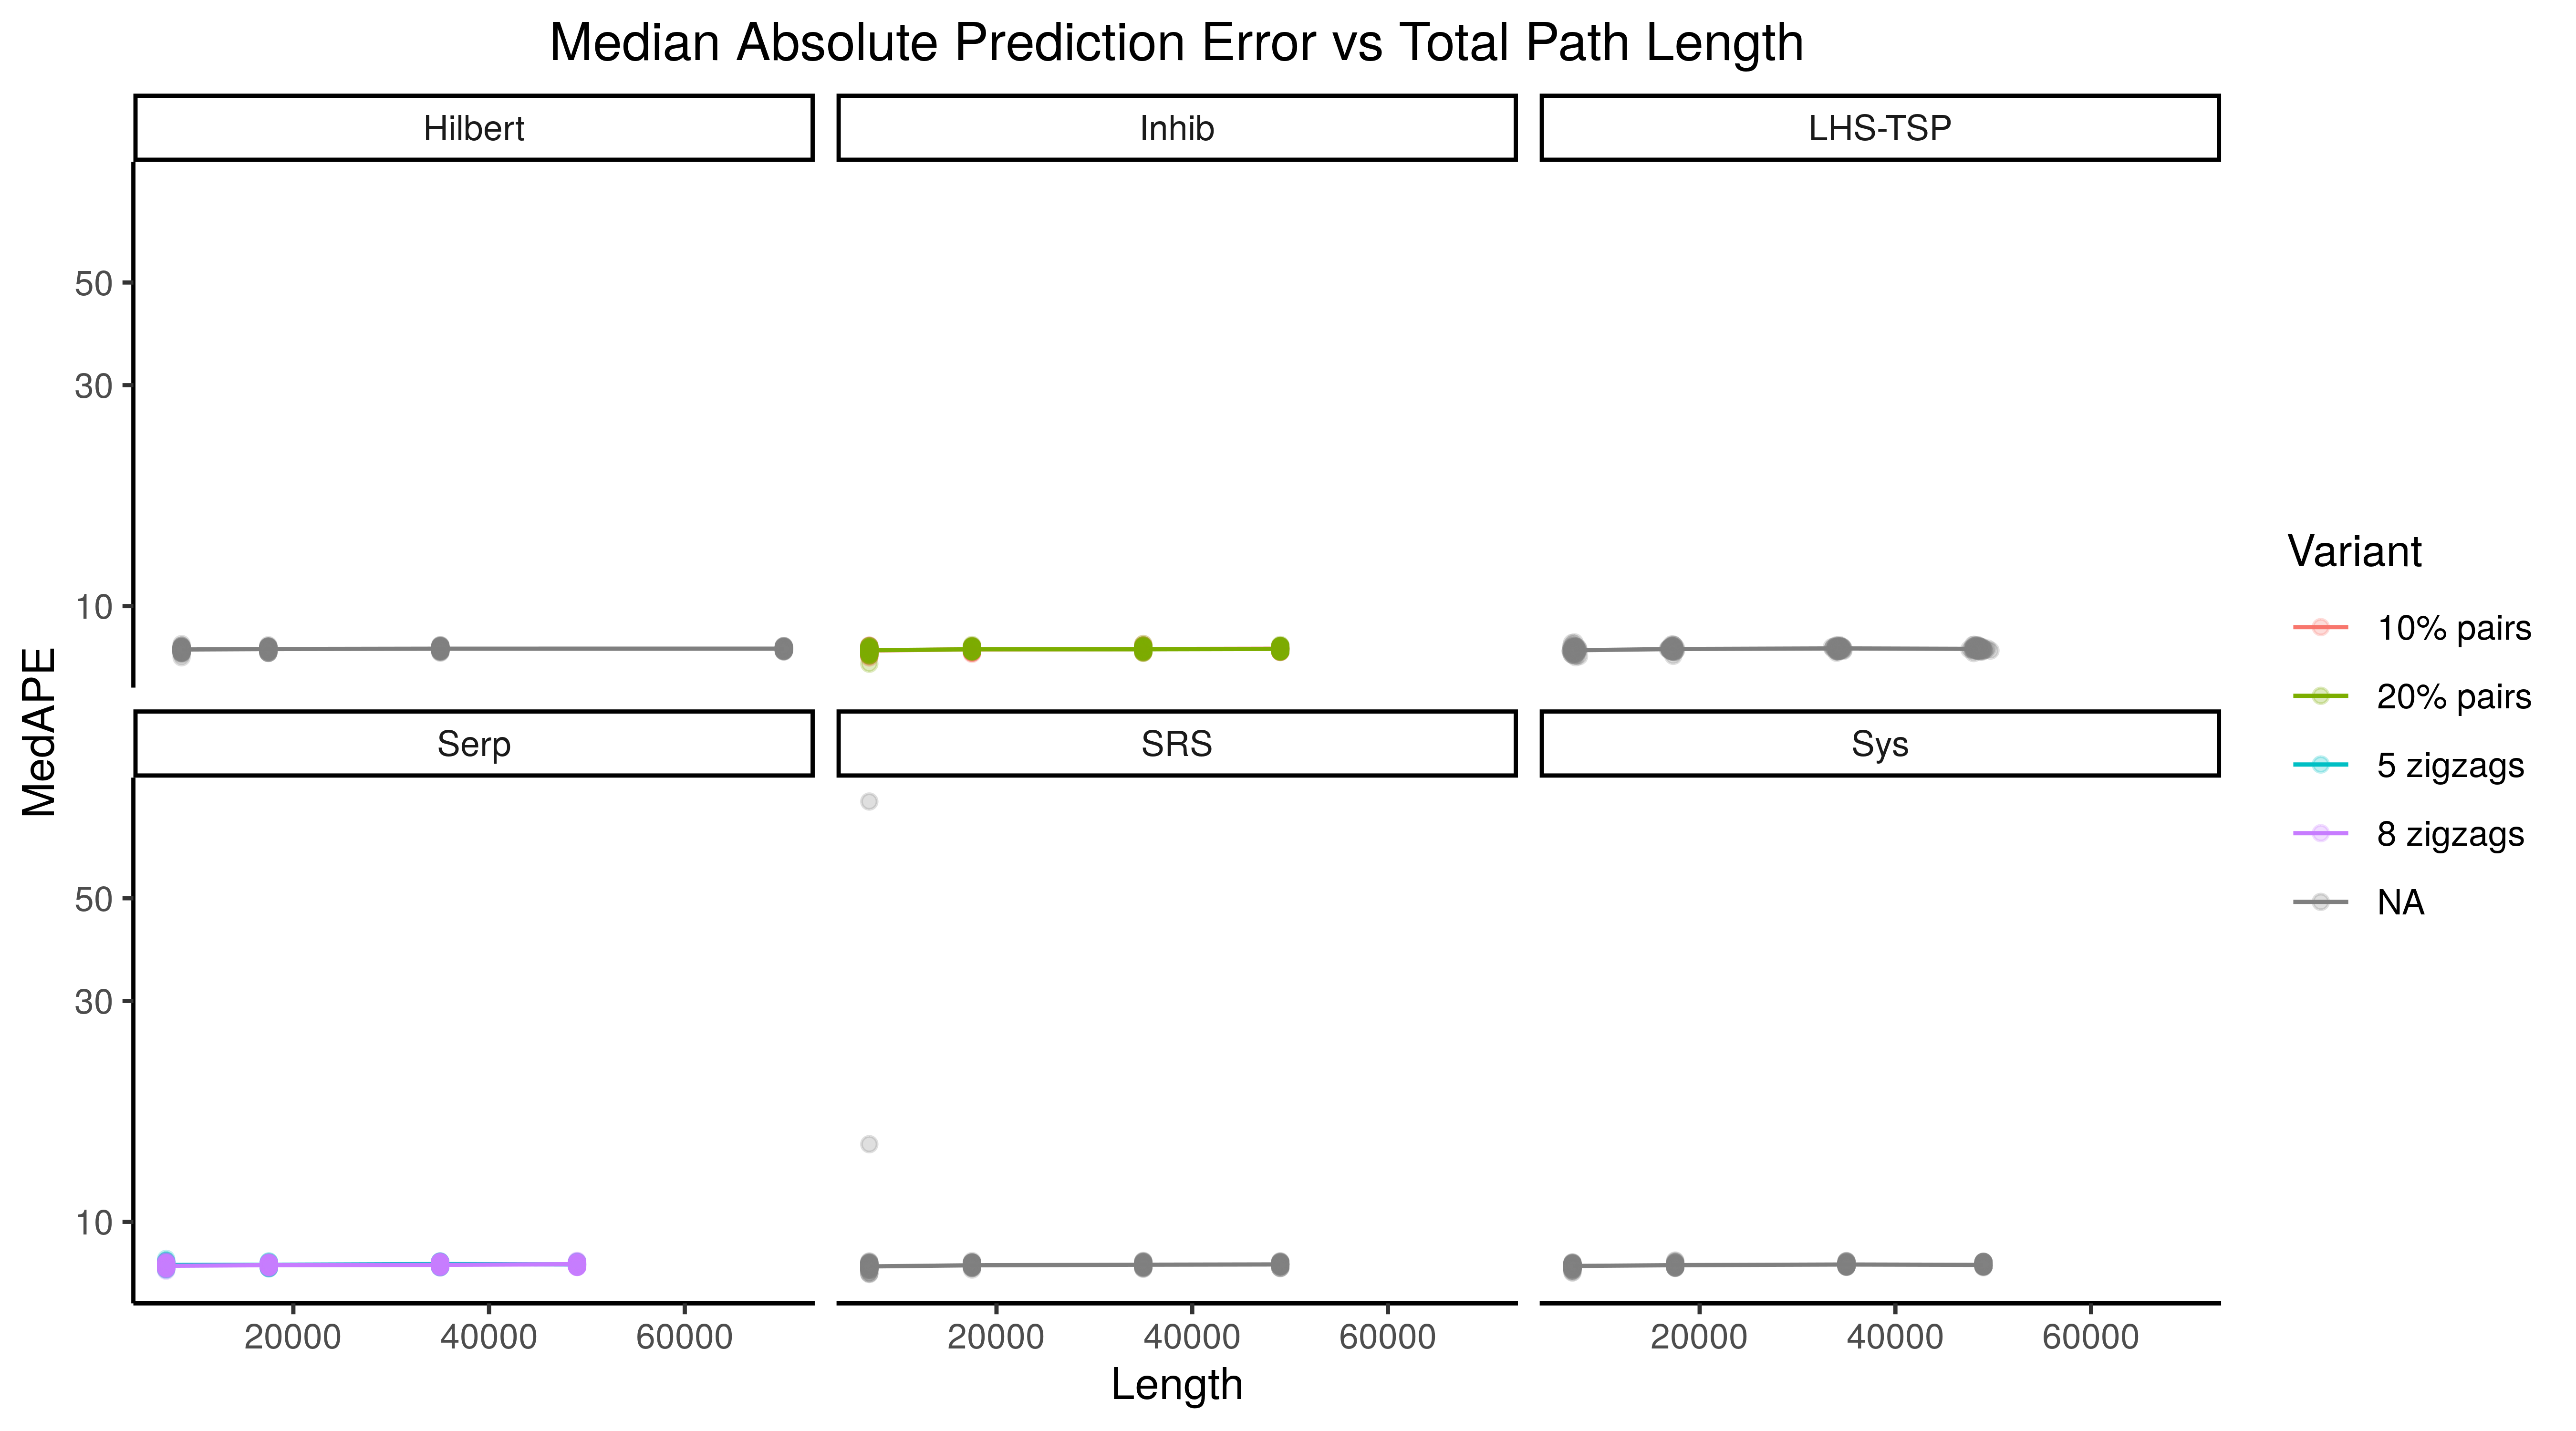 Median Absolute Prediction Error vs Total Path Length
Hilbert
Inhib
LHS-TSP
50
30
10
MedAPE
Serp
SRS
Sys
50
30
10
20000 40000 60000
20000 40000 60000
20000 40000 60000
Length
Variant
10% pairs
20% pairs
5 zigzags
8 zigzags
NA